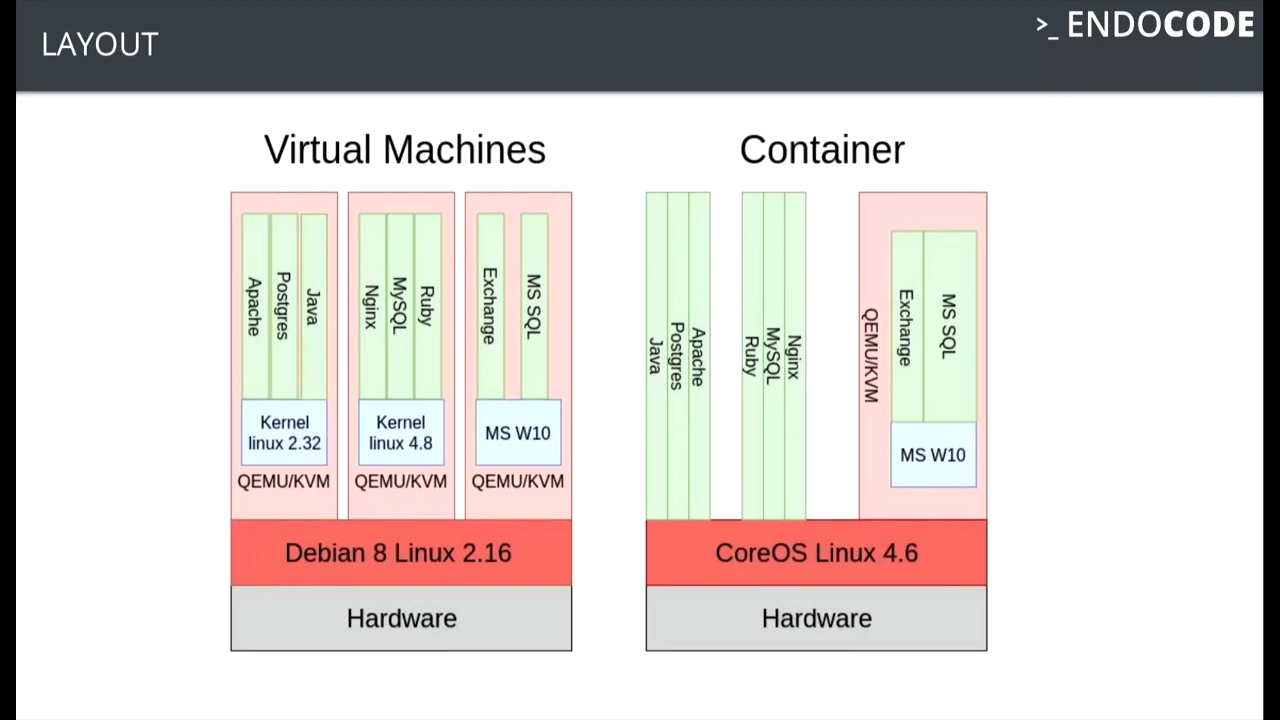 LAYOUT
>_ ENDOCODE
Virtual Machines
Apache
Postgres
Java
Kernel
linux 2.32
QEMU/KVM
Nginx
MySQL
Ruby
Kernel
linux 4.8
QEMU/KVM
Exchange
MS SQL
MS W10
QEMU/KVM
Debian 8 Linux 2.16
Hardware
Container
Java
Postgres
Apache
Ruby
MySQL
Nginx
QEMU/KVM
Exchange
MS SQL
MS W10
CoreOS Linux 4.6
Hardware